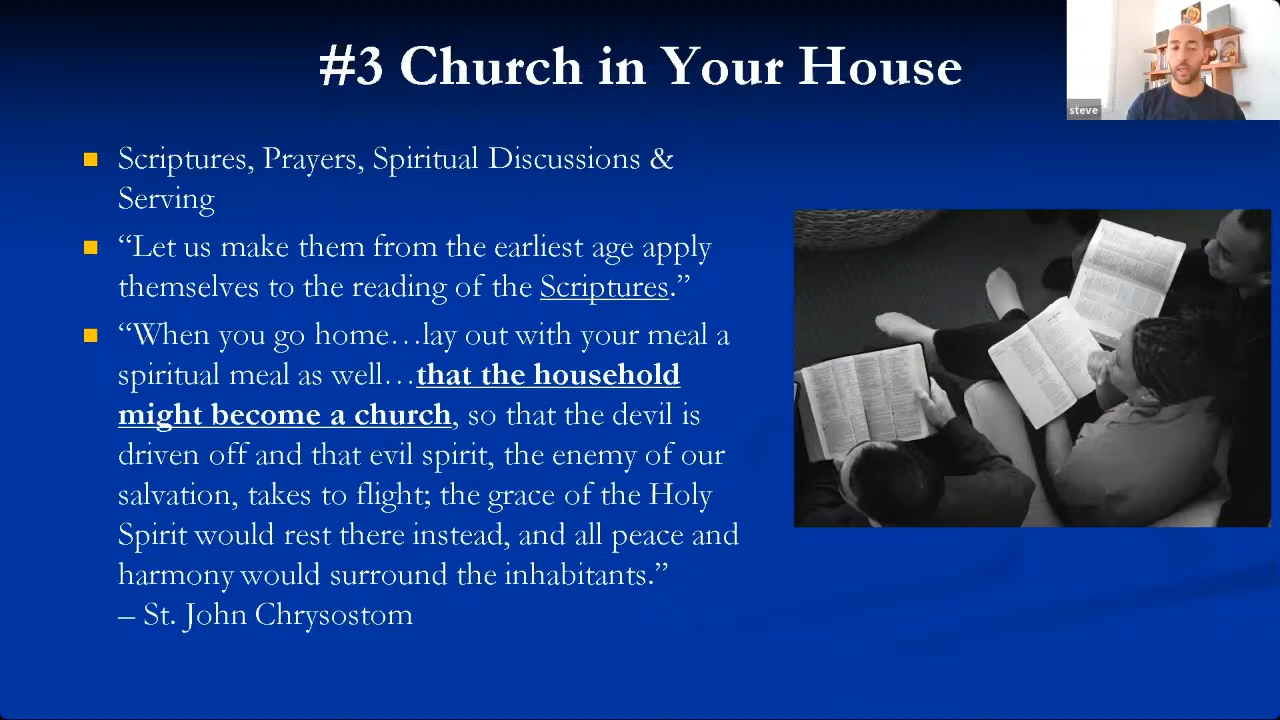 #3 Church in Your House
steve
Scriptures, Prayers, Spiritual Discussions &
Serving
“Let us make them from the earliest age apply
themselves to the reading of the Scriptures.”
“When you go home…lay out with your meal a
spiritual meal as well…that the household
might become a church, so that the devil is
driven off and that evil spirit, the enemy of our
salvation, takes to flight; the grace of the Holy
Spirit would rest there instead, and all peace and
harmony would surround the inhabitants.”
– St. John Chrysostom